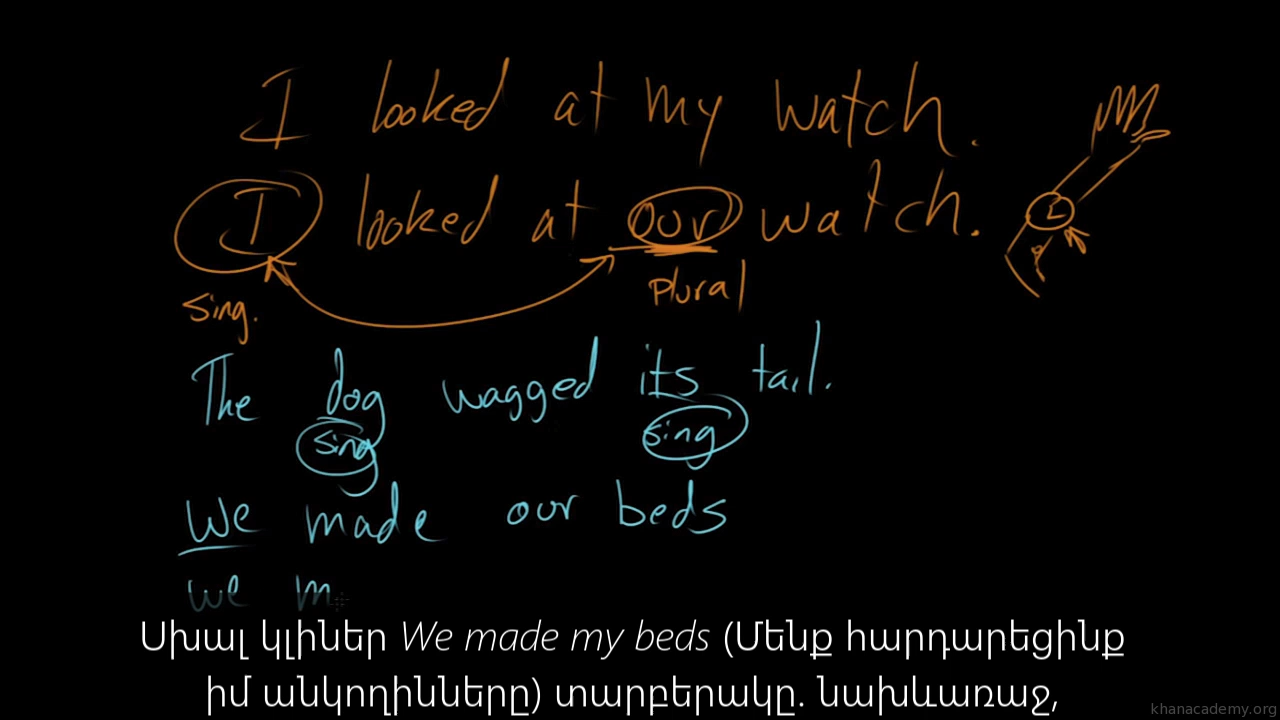 I looked at my watch.
I looked at our watch.
sing.
plural
The dog wagged its tail.
sing sing
We made our beds
we m
Սխալ կլիներ We made my beds (Մենք հարդարեցինք
իմ անկողինները) տարբերակը. նախևառաջ,
khanacademy.org